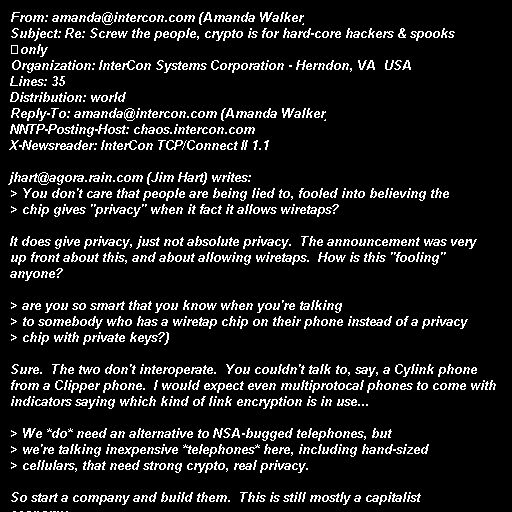 From: amanda@intercon.com (Amanda Walker
Subject: Re: Screw the people, crypto is for hard-core hackers & spooks
only
Organization: InterCon Systems Corporation - Herndon, VA  USA
Lines: 35
Distribution: world
Reply-To: amanda@intercon.com (Amanda Walker
NNTP-Posting-Host: chaos.intercon.com
X-Newsreader: InterCon TCP/Connect II 1.1

jhart@agora.rain.com (Jim Hart) writes:
> You don't care that people are being lied to, fooled into believing the
> chip gives "privacy" when it fact it allows wiretaps?

It does give privacy, just not absolute privacy.  The announcement was very
up front about this, and about allowing wiretaps.  How is this "fooling"
anyone?

> are you so smart that you know when you're talking
> to somebody who has a wiretap chip on their phone instead of a privacy
> chip with private keys?)

Sure.  The two don't interoperate.  You couldn't talk to, say, a Cylink phone
from a Clipper phone.  I would expect even multiprotocal phones to come with
indicators saying which kind of link encryption is in use...

> We *do* need an alternative to NSA-bugged telephones, but
> we're talking inexpensive *telephones* here, including hand-sized
> cellulars, that need strong crypto, real privacy.

So start a company and build them.  This is still mostly a capitalist